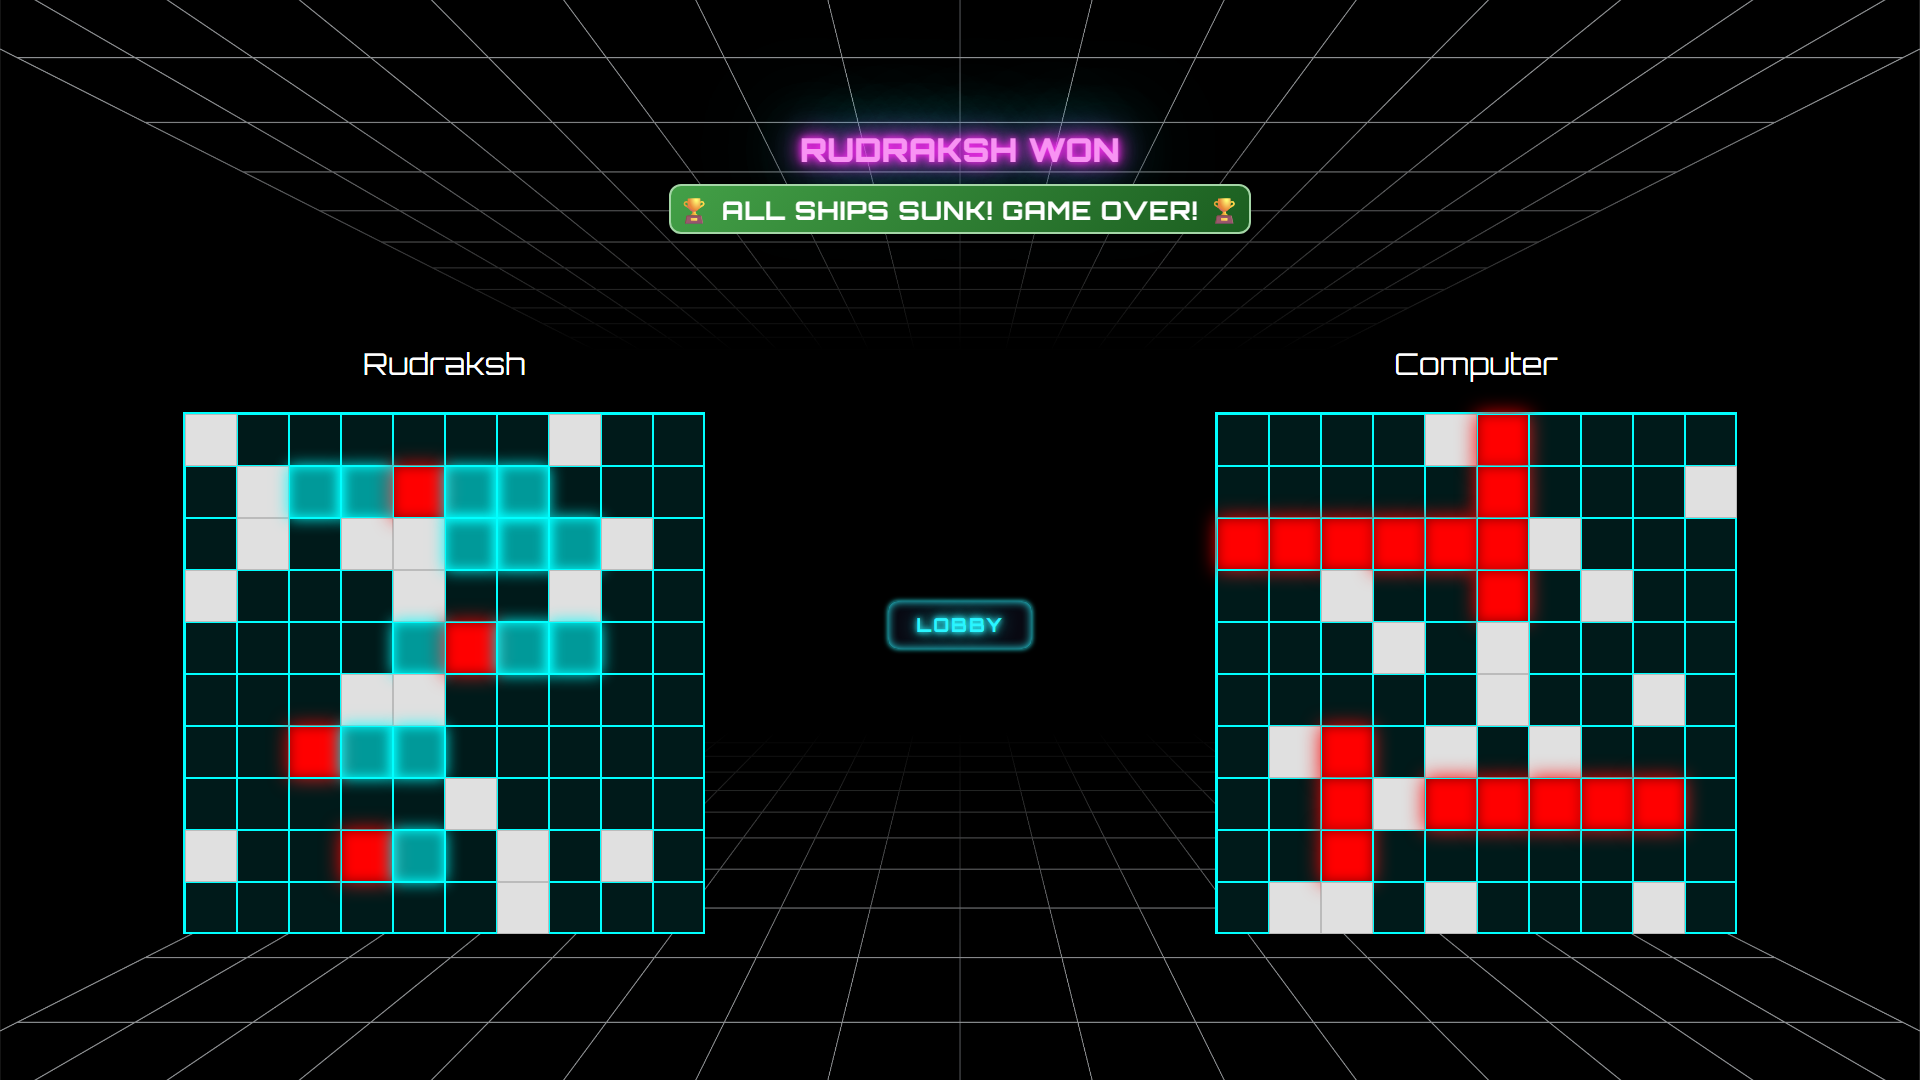 RUDRAKSH WON
🏆 ALL SHIPS SUNK! GAME OVER! 🏆
Rudraksh
Computer
LOBBY